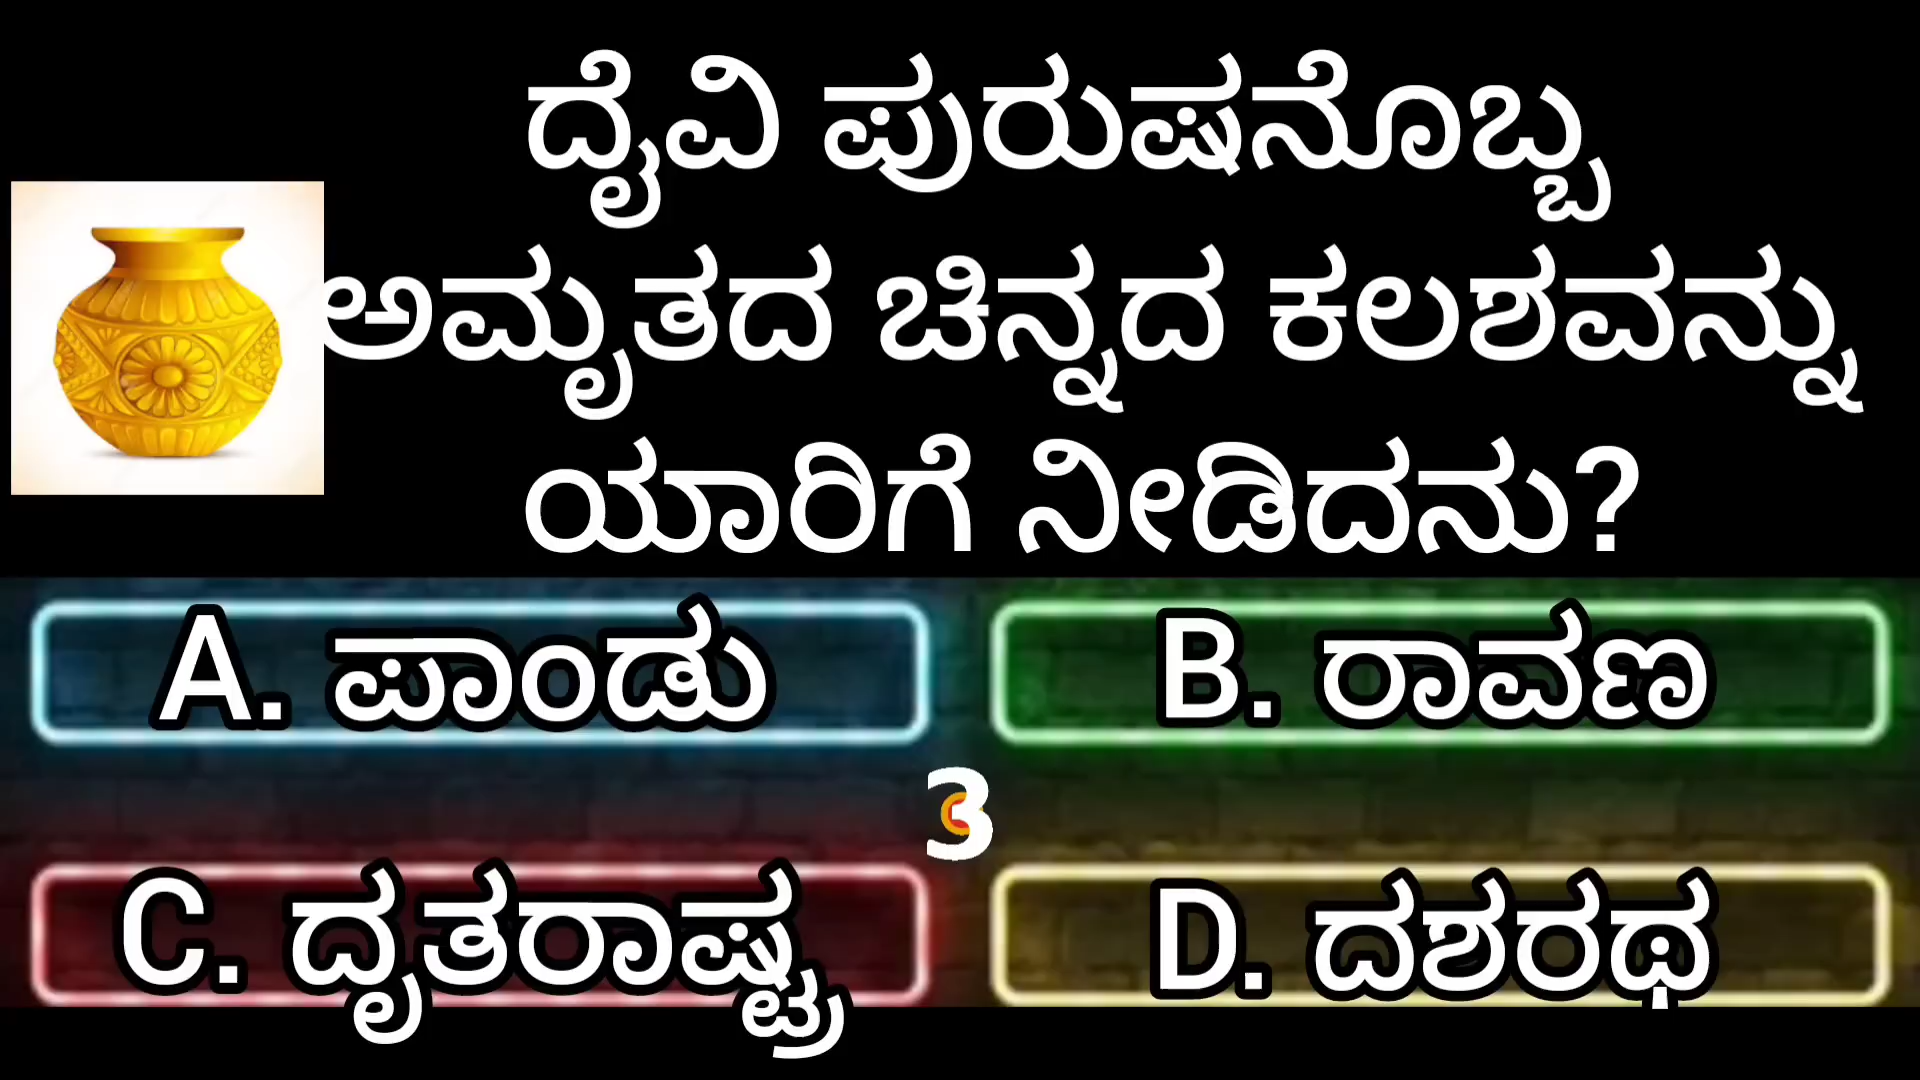 ದೈವಿ ಪುರುಷನೊಬ್ಬ
ಅಮೃತದ ಚಿನ್ನದ ಕಲಶವನ್ನು
ಯಾರಿಗೆ ನೀಡಿದನು?
A. ಪಾಂಡು
B. ರಾವಣ
3
C. ದೃತರಾಷ್ಟ್ರ
D. ದಶರಥ